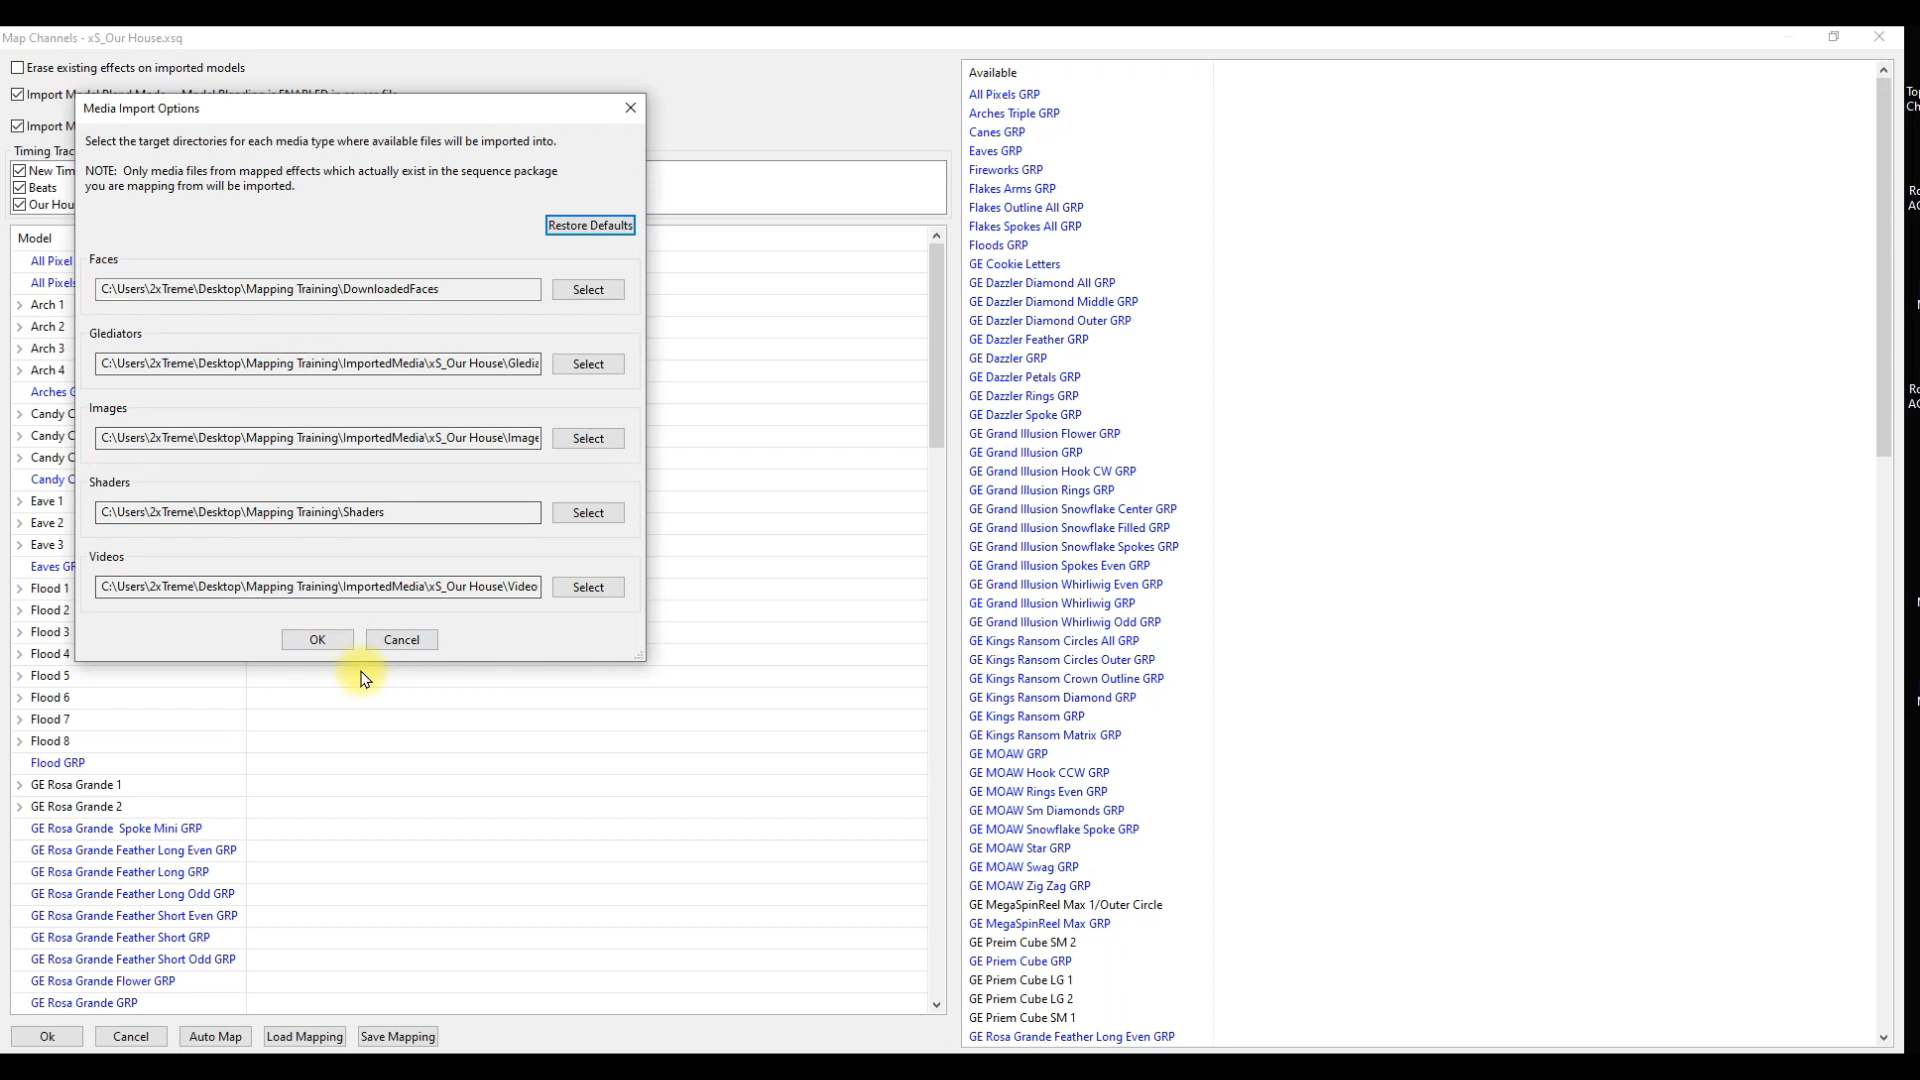 Map Channels - xS_Our House.xsq
Erase existing effects on imported models
Import
Import M
Timing Trac
New Tim
Beats
Our Hou
Model
All Pixel
All Pixels
Arch 1
Arch 2
Arch 3
Arch 4
Arches G
Candy C
Candy C
Candy C
Candy C
Eave 1
Eave 2
Eave 3
Eaves GR
Flood 1
Flood 2
Flood 3
Flood 4
Flood 5
Flood 6
Flood 7
Flood 8
Flood GRP
GE Rosa Grande 1
GE Rosa Grande 2
GE Rosa Grande  Spoke Mini GRP
GE Rosa Grande Feather Long Even GRP
GE Rosa Grande Feather Long GRP
GE Rosa Grande Feather Long Odd GRP
GE Rosa Grande Feather Short Even GRP
GE Rosa Grande Feather Short GRP
GE Rosa Grande Feather Short Odd GRP
GE Rosa Grande Flower GRP
GE Rosa Grande GRP
Ok Cancel Auto Map Load Mapping Save Mapping
Media Import Options
Select the target directories for each media type where available files will be imported into.
NOTE:  Only media files from mapped effects which actually exist in the sequence package
you are mapping from will be imported.
Restore Defaults
Faces
C:\Users\2xTreme\Desktop\Mapping Training\DownloadedFaces Select
Glediators
C:\Users\2xTreme\Desktop\Mapping Training\ImportedMedia\xS_Our House\Gledia Select
Images
C:\Users\2xTreme\Desktop\Mapping Training\ImportedMedia\xS_Our House\Image Select
Shaders
C:\Users\2xTreme\Desktop\Mapping Training\Shaders Select
Videos
C:\Users\2xTreme\Desktop\Mapping Training\ImportedMedia\xS_Our House\Video Select
OK Cancel
Available
All Pixels GRP
Arches Triple GRP
Canes GRP
Eaves GRP
Fireworks GRP
Flakes Arms GRP
Flakes Outline All GRP
Flakes Spokes All GRP
Floods GRP
GE Cookie Letters
GE Dazzler Diamond All GRP
GE Dazzler Diamond Middle GRP
GE Dazzler Diamond Outer GRP
GE Dazzler Feather GRP
GE Dazzler GRP
GE Dazzler Petals GRP
GE Dazzler Rings GRP
GE Dazzler Spoke GRP
GE Grand Illusion Flower GRP
GE Grand Illusion GRP
GE Grand Illusion Hook CW GRP
GE Grand Illusion Rings GRP
GE Grand Illusion Snowflake Center GRP
GE Grand Illusion Snowflake Filled GRP
GE Grand Illusion Snowflake Spokes GRP
GE Grand Illusion Spokes Even GRP
GE Grand Illusion Whirliwig Even GRP
GE Grand Illusion Whirliwig GRP
GE Grand Illusion Whirliwig Odd GRP
GE Kings Ransom Circles All GRP
GE Kings Ransom Circles Outer GRP
GE Kings Ransom Crown Outline GRP
GE Kings Ransom Diamond GRP
GE Kings Ransom GRP
GE Kings Ransom Matrix GRP
GE MOAW GRP
GE MOAW Hook CCW GRP
GE MOAW Rings Even GRP
GE MOAW Sm Diamonds GRP
GE MOAW Snowflake Spoke GRP
GE MOAW Star GRP
GE MOAW Swag GRP
GE MOAW Zig Zag GRP
GE MegaSpinReel Max 1/Outer Circle
GE MegaSpinReel Max GRP
GE Preim Cube SM 2
GE Priem Cube GRP
GE Priem Cube LG 1
GE Priem Cube LG 2
GE Priem Cube SM 1
GE Rosa Grande Feather Long Even GRP